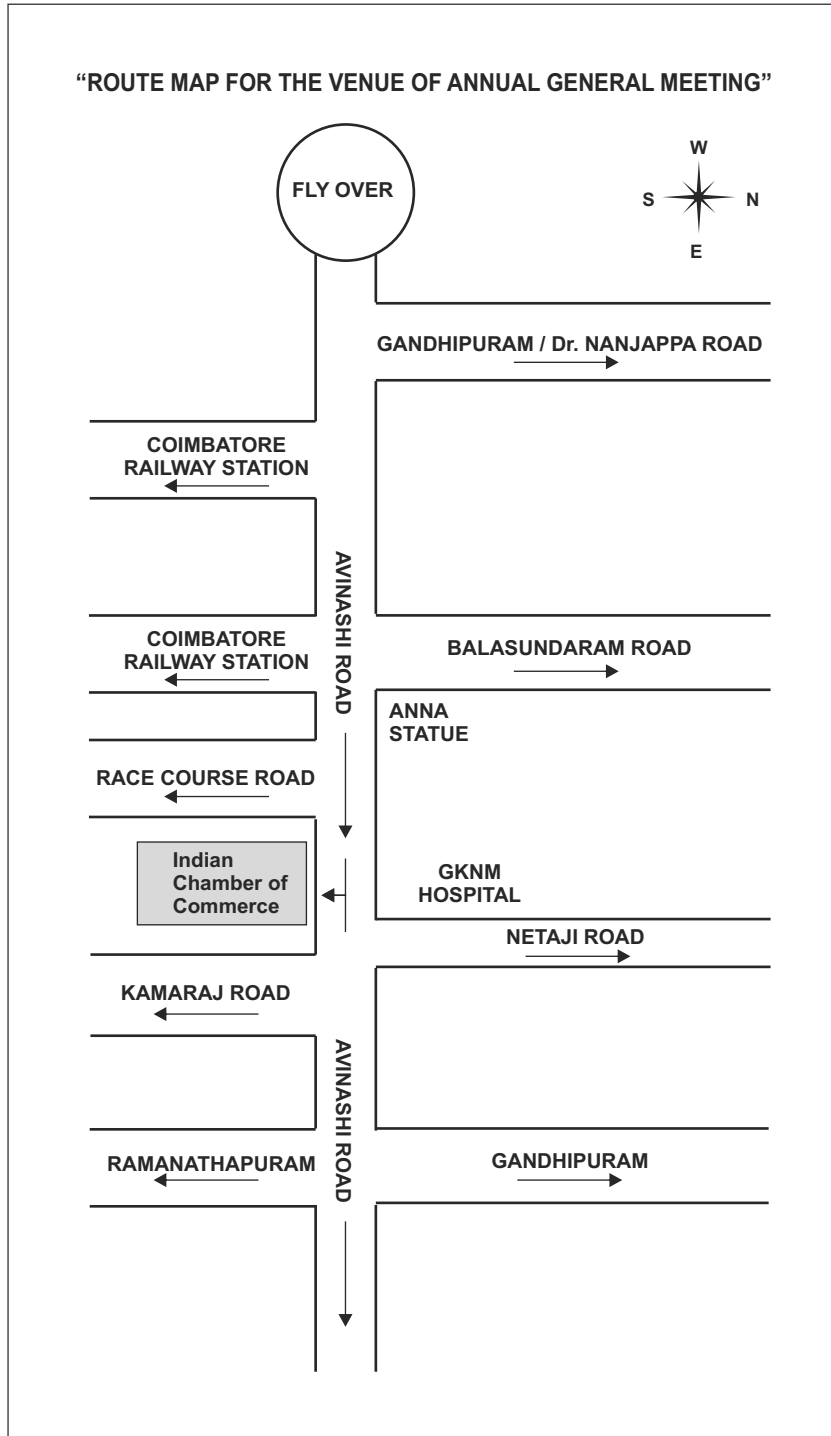 “ROUTE MAP FOR THE VENUE OF ANNUAL GENERAL MEETING”
FLY OVER
W
S
N
E
GANDHIPURAM / Dr. NANJAPPA ROAD
COIMBATORE
RAILWAY STATION
AVINASHI ROAD
COIMBATORE
RAILWAY STATION
BALASUNDARAM ROAD
ANNA
STATUE
RACE COURSE ROAD
Indian
Chamber of
Commerce
GKNM
HOSPITAL
NETAJI ROAD
KAMARAJ ROAD
AVINASHI ROAD
RAMANATHAPURAM
GANDHIPURAM